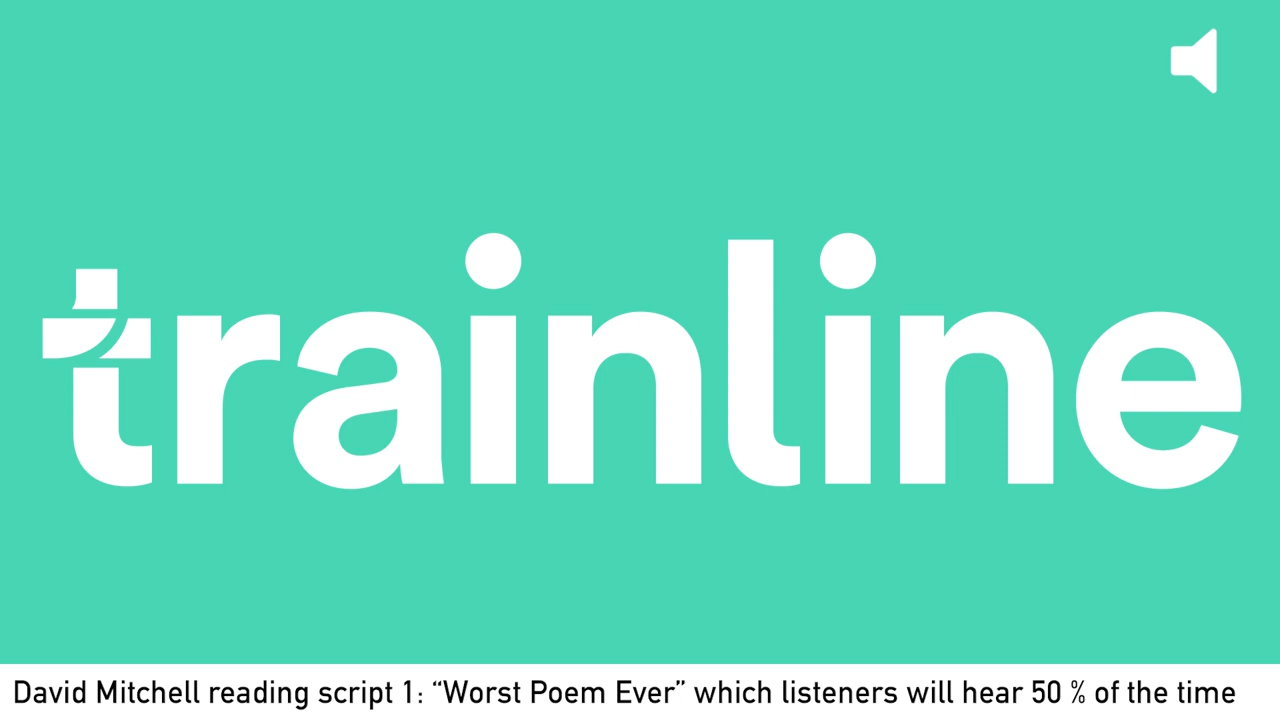 trainline
David Mitchell reading script 1: “Worst Poem Ever” which listeners will hear 50 % of the time